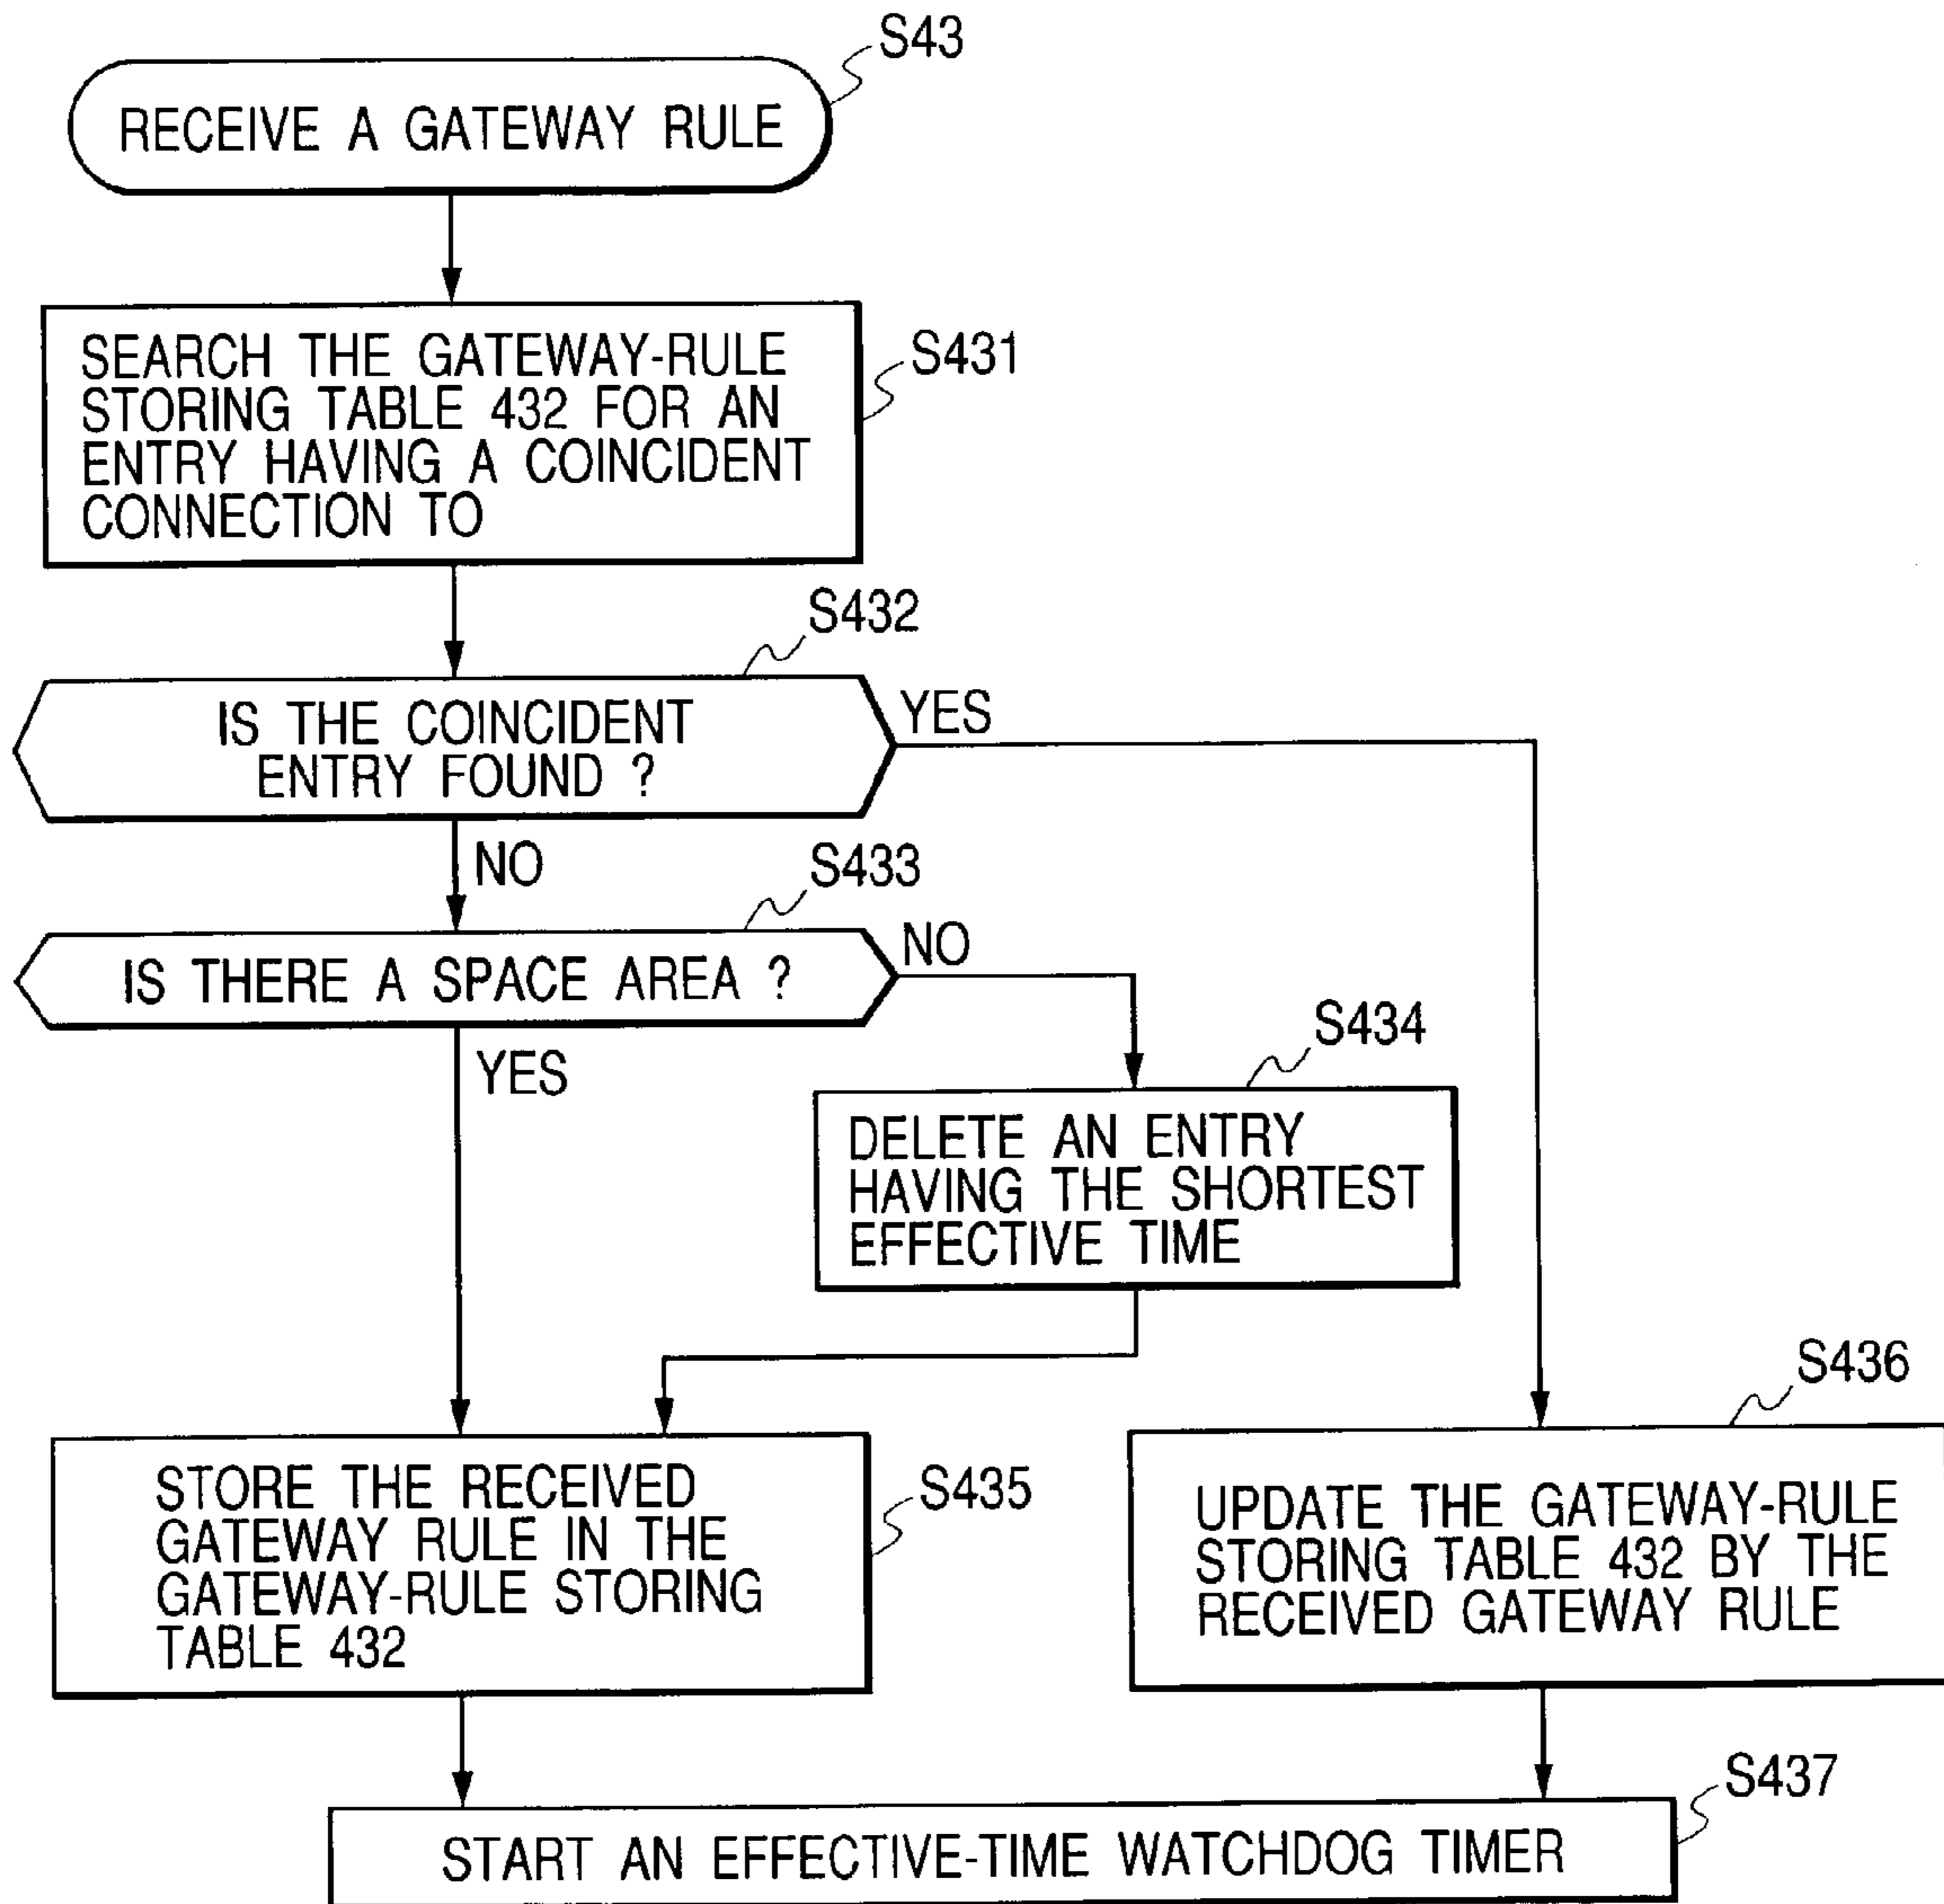 S43
RECEIVE A GATEWAY RULE
SEARCH THE GATEWAY-RULE
STORING TABLE 432 FOR AN
ENTRY HAVING A COINCIDENT
CONNECTION TO
S431
S432
IS THE COINCIDENT
ENTRY FOUND ?
YES
NO
S433
IS THERE A SPACE AREA ?
NO
YES
S434
DELETE AN ENTRY
HAVING THE SHORTEST
EFFECTIVE TIME
STORE THE RECEIVED
GATEWAY RULE IN THE
GATEWAY-RULE STORING
TABLE 432
S435
S436
UPDATE THE GATEWAY-RULE
STORING TABLE 432 BY THE
RECEIVED GATEWAY RULE
S437
START AN EFFECTIVE-TIME WATCHDOG TIMER